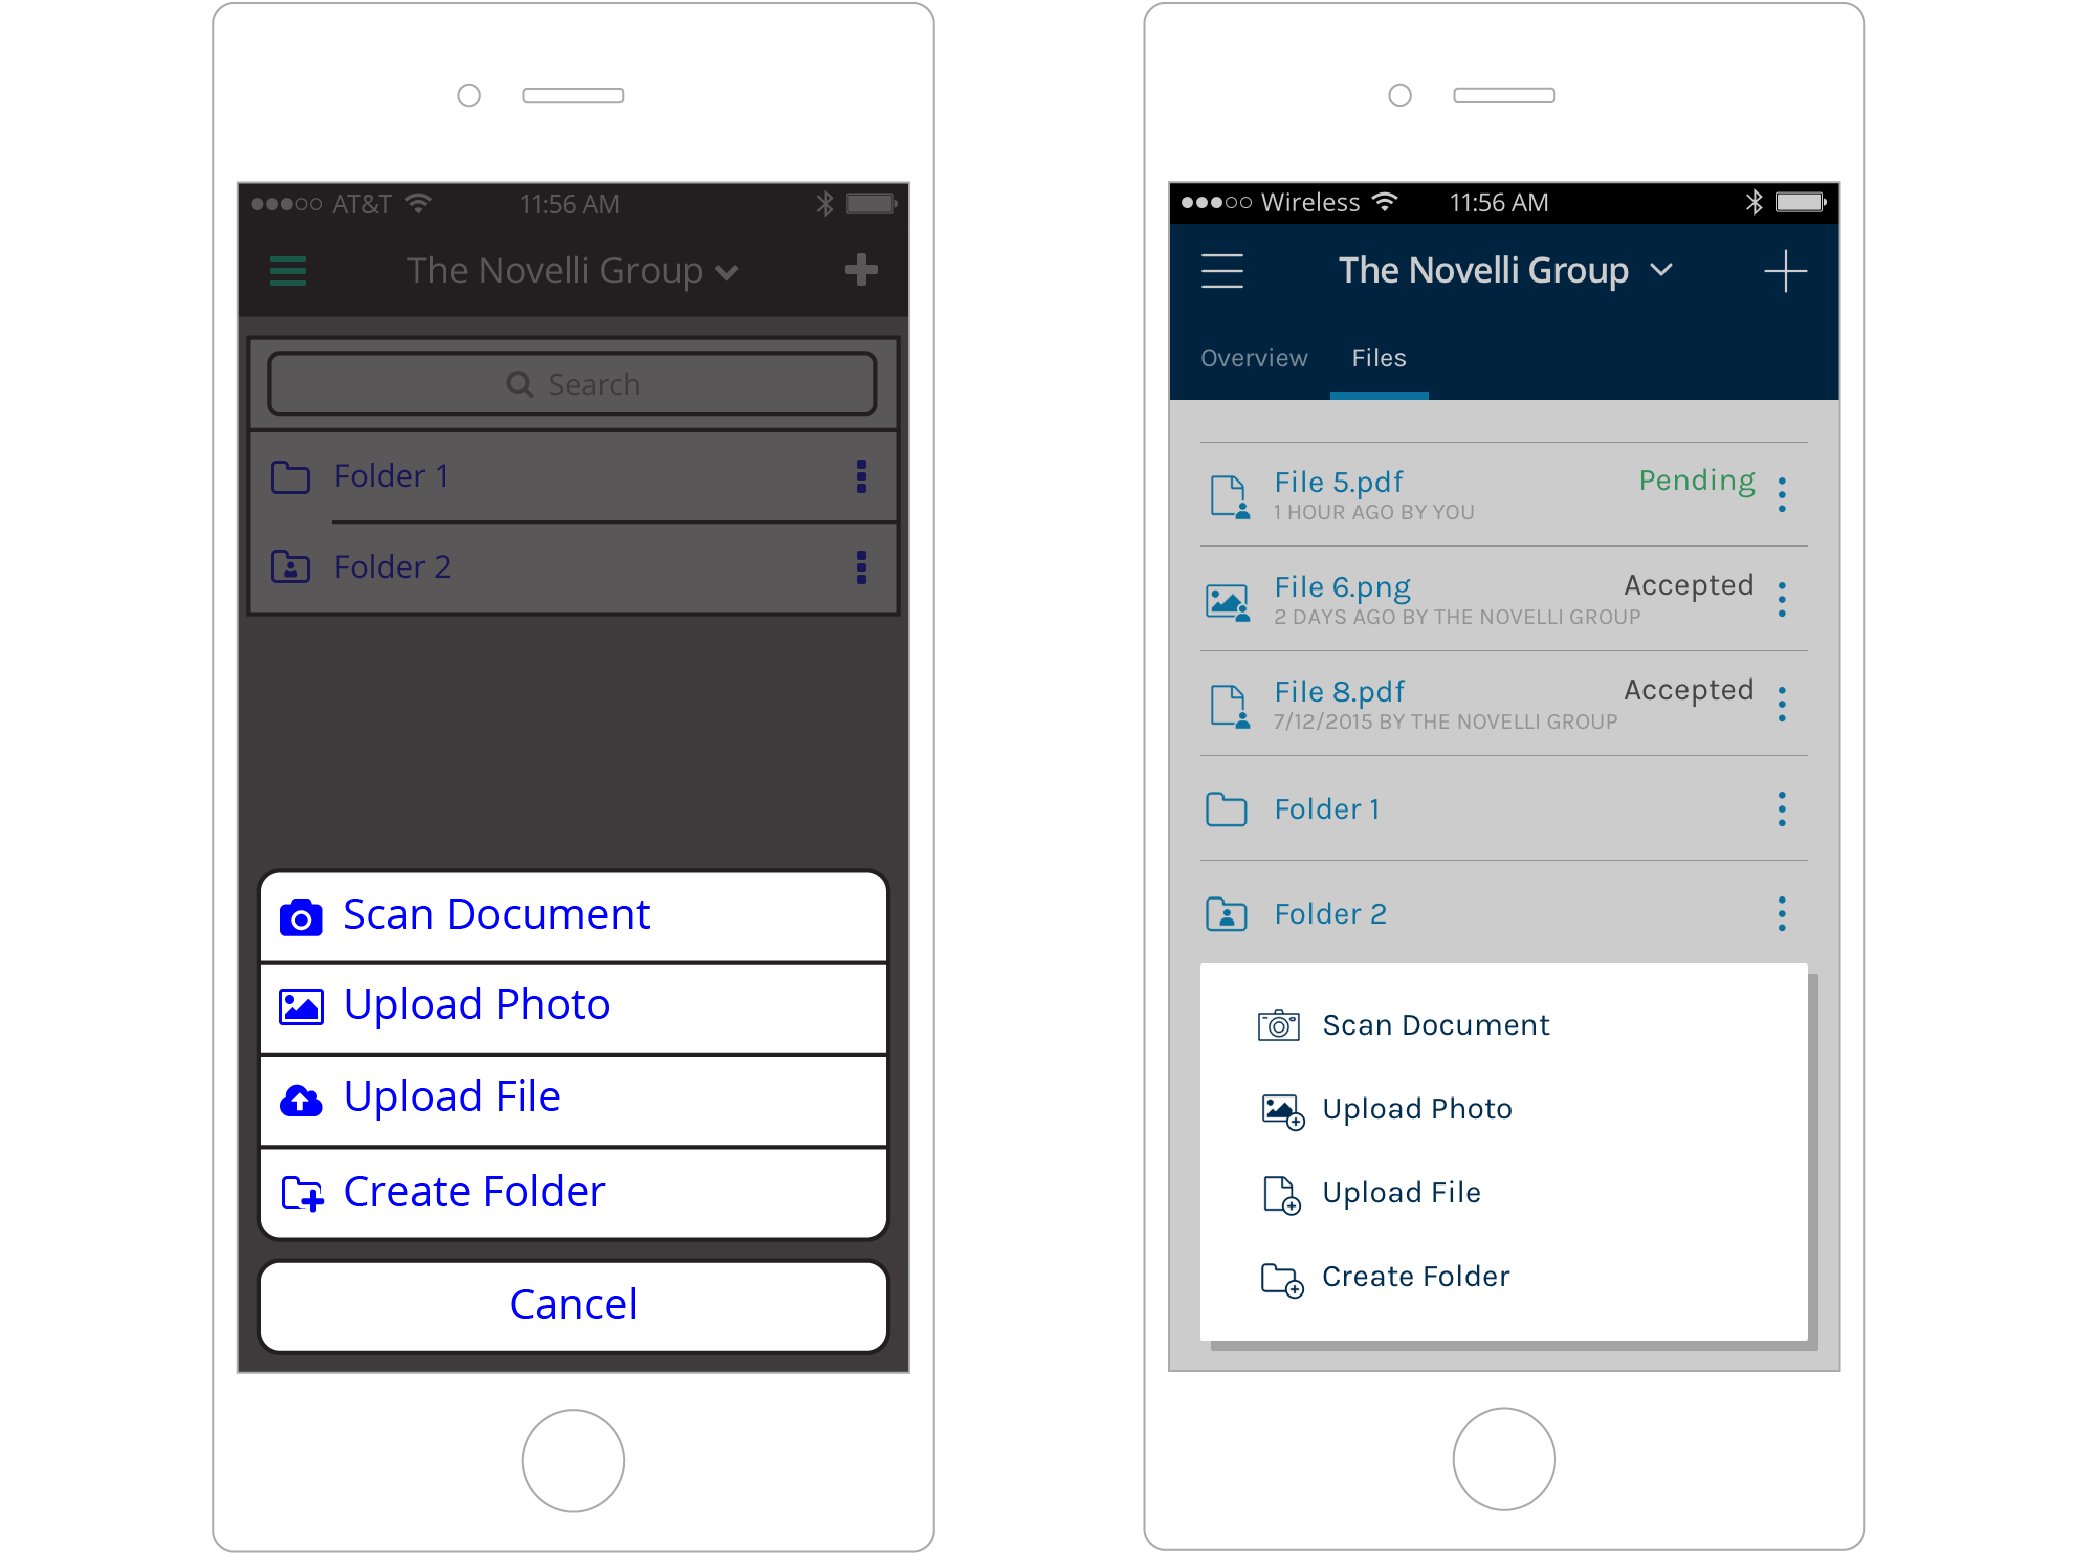 AT&T 11:56 AM
The Novelli Group
Search
Folder 1
Folder 2
Scan Document
Upload Photo
Upload File
Create Folder
Cancel
Wireless 11:56 AM
The Novelli Group
Overview Files
File 5.pdf Pending
1 HOUR AGO BY YOU
File 6.png Accepted
2 DAYS AGO BY THE NOVELLI GROUP
File 8.pdf Accepted
7/12/2015 BY THE NOVELLI GROUP
Folder 1
Folder 2
Scan Document
Upload Photo
Upload File
Create Folder